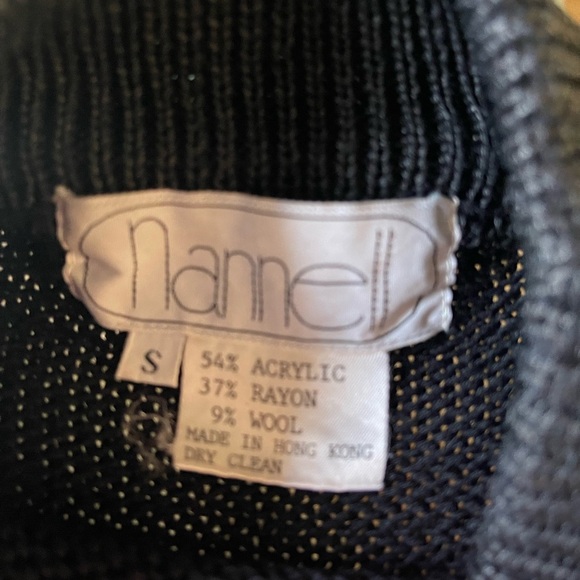 nannell
S
54% ACRYLIC
37% RAYON
9% WOOL
MADE IN HONG KONG
DRY CLEAN